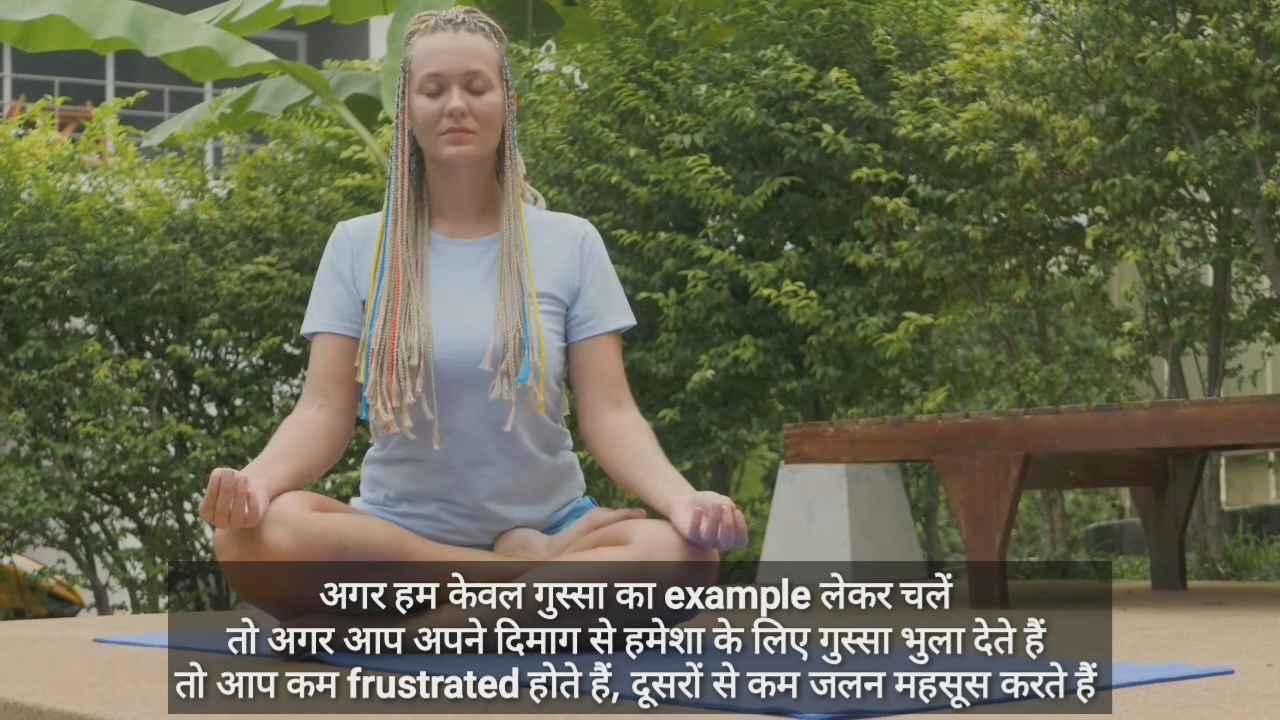 अगर हम केवल गुस्सा का example लेकर चलें
तो अगर आप अपने दिमाग से हमेशा के लिए गुस्सा भुला देते हैं
तो आप कम frustrated होते हैं, दूसरों से कम जलन महसूस करते हैं